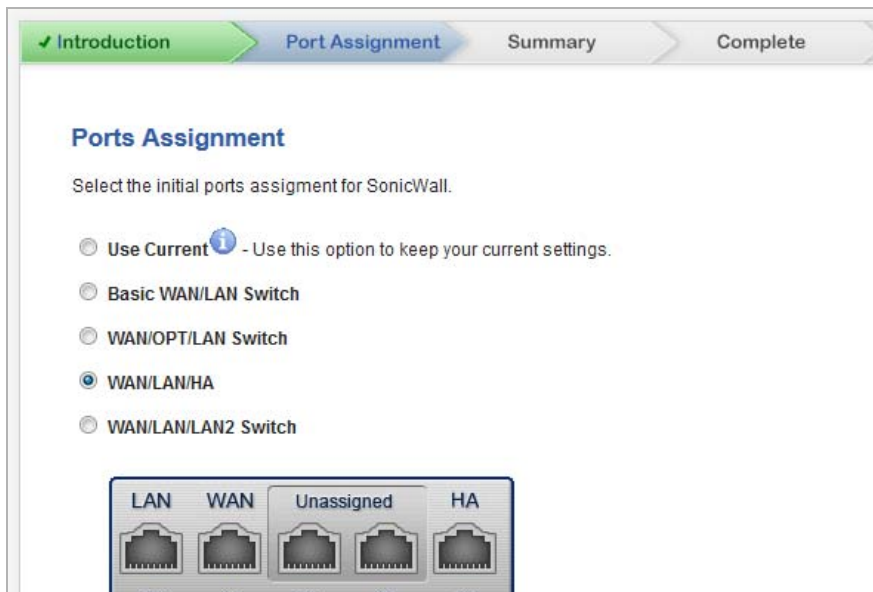 ✔ Introduction Port Assignment Summary Complete
Ports Assignment
Select the initial ports assigment for SonicWall.
Use Current i - Use this option to keep your current settings.
Basic WAN/LAN Switch
WAN/OPT/LAN Switch
WAN/LAN/HA
WAN/LAN/LAN2 Switch
LAN WAN Unassigned HA